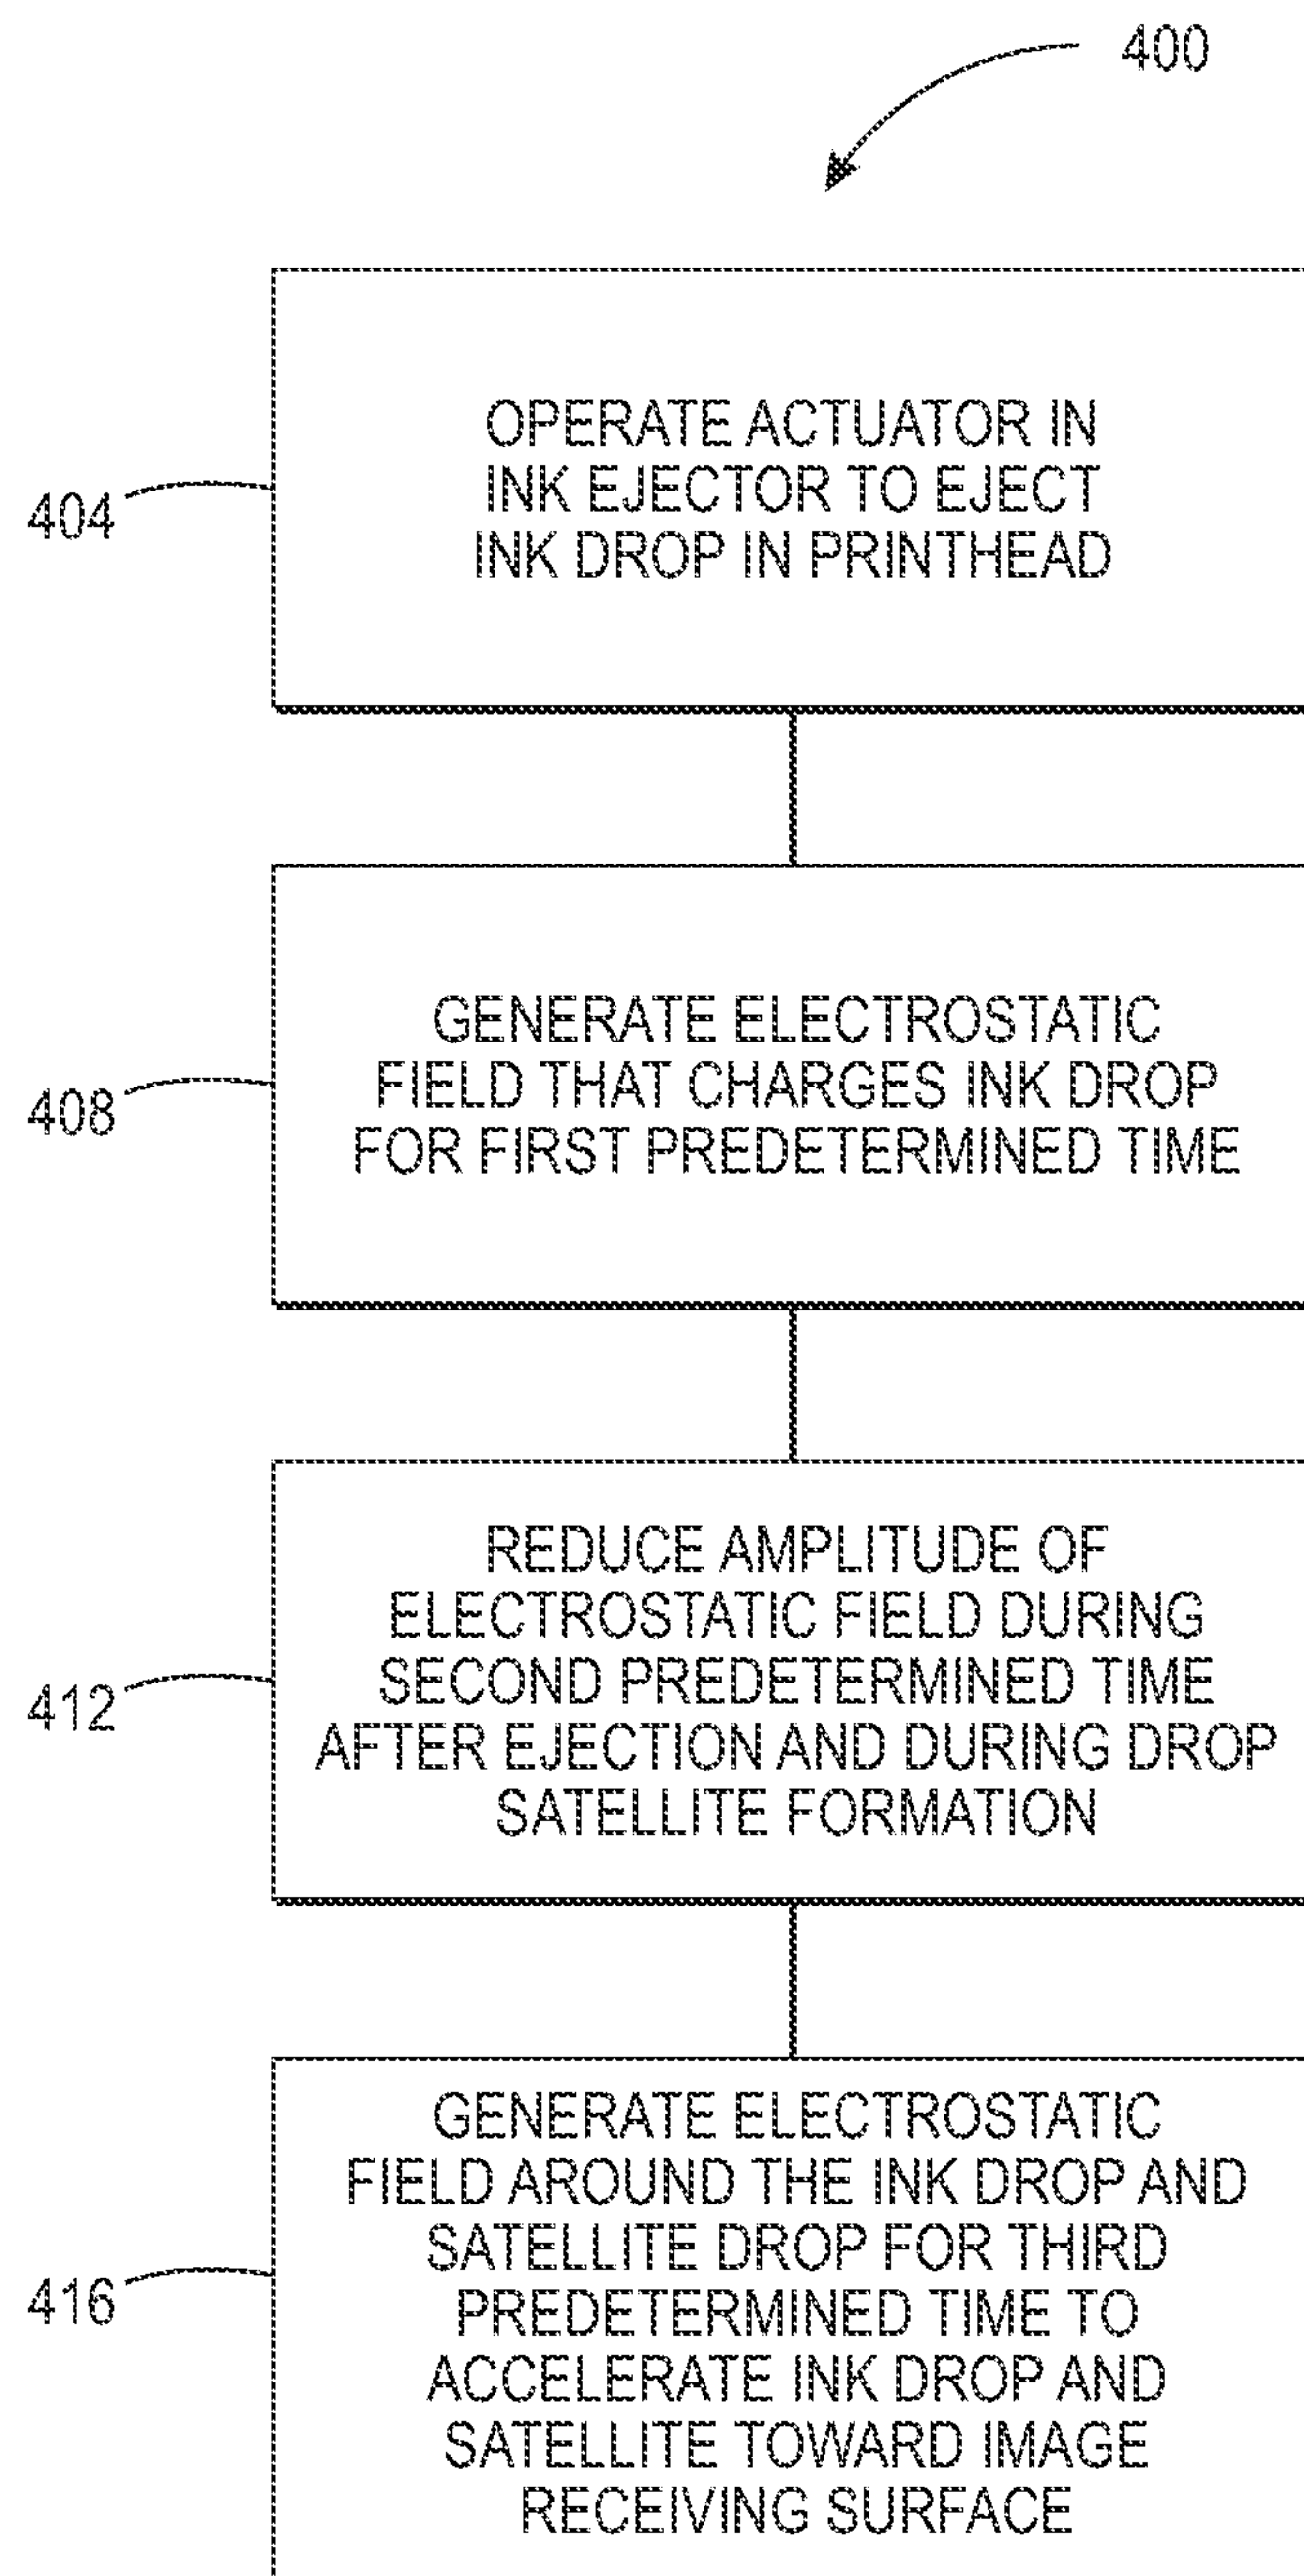 400
404
OPERATE ACTUATOR IN
INK EJECTOR TO EJECT
INK DROP IN PRINTHEAD
408
GENERATE ELECTROSTATIC
FIELD THAT CHARGES INK DROP
FOR FIRST PREDETERMINED TIME
412
REDUCE AMPLITUDE OF
ELECTROSTATIC FIELD DURING
SECOND PREDETERMINED TIME
AFTER EJECTION AND DURING DROP
SATELLITE FORMATION
416
GENERATE ELECTROSTATIC
FIELD AROUND THE INK DROP AND
SATELLITE DROP FOR THIRD
PREDETERMINED TIME TO
ACCELERATE INK DROP AND
SATELLITE TOWARD IMAGE
RECEIVING SURFACE